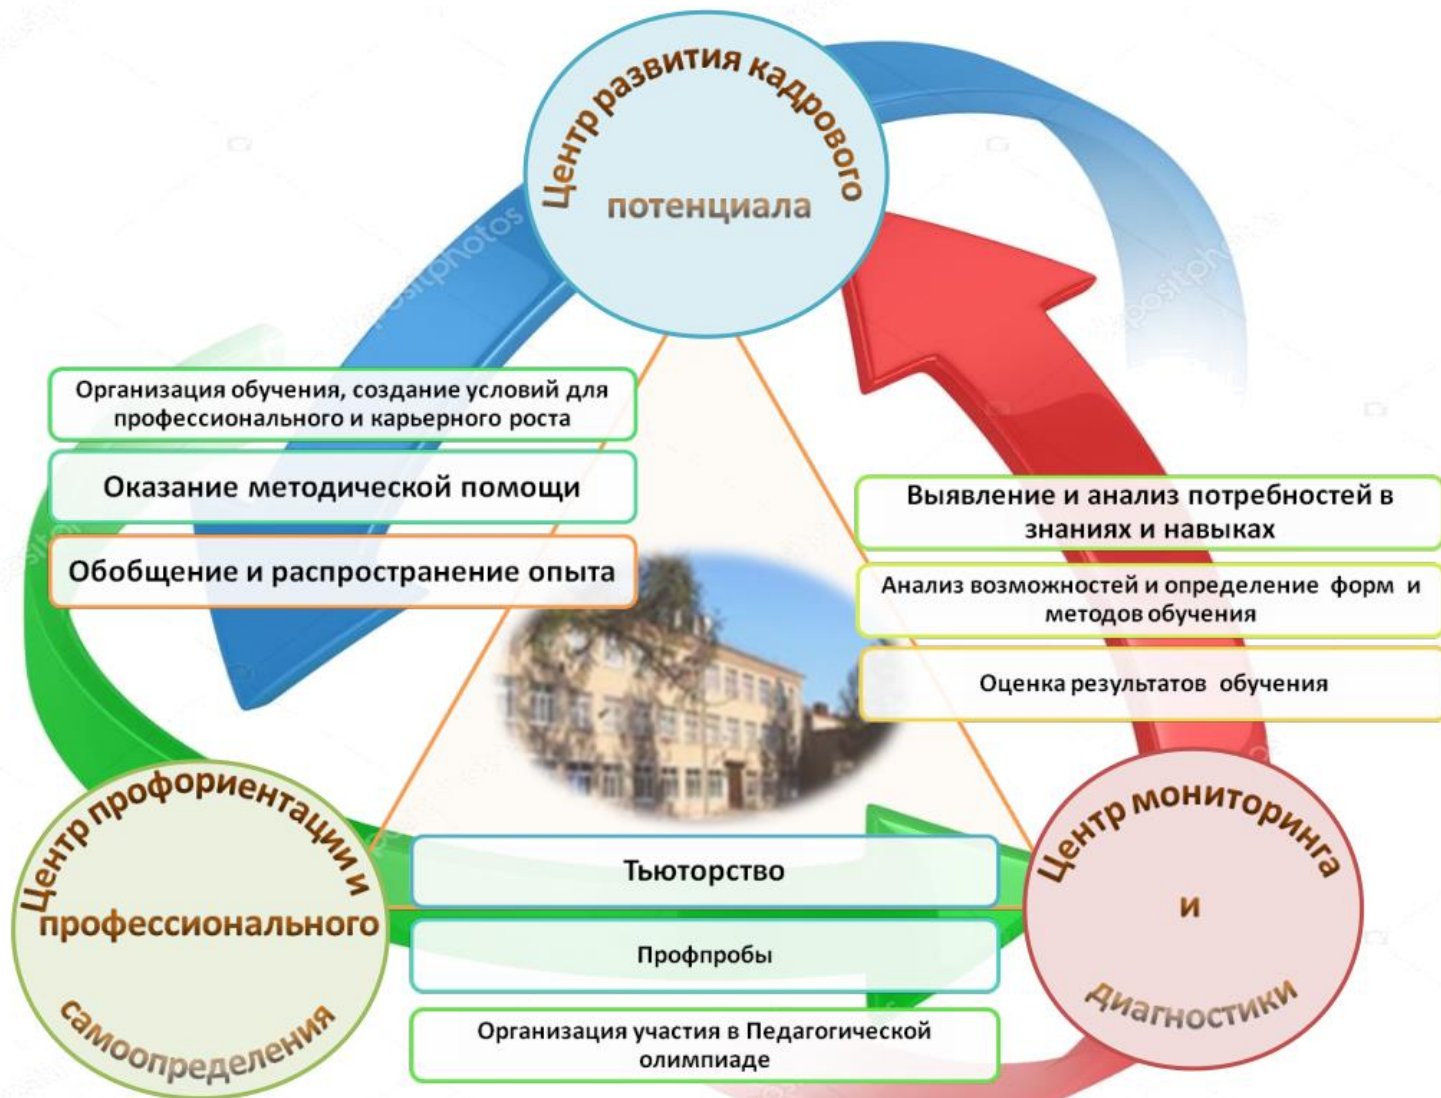 Центр развития кадрового
потенциала
depositphotos
Организация обучения, создание условий для
профессионального и карьерного роста
Оказание методической помощи
Обобщение и распространение опыта
Выявление и анализ потребностей в
знаниях и навыках
Анализ возможностей и определение форм и
методов обучения
Оценка результатов обучения
Центр профориентации и
профессионального
самоопределения
Тьюторство
Профпробы
Организация участия в Педагогической
олимпиаде
Центр мониторинга
и
диагностики